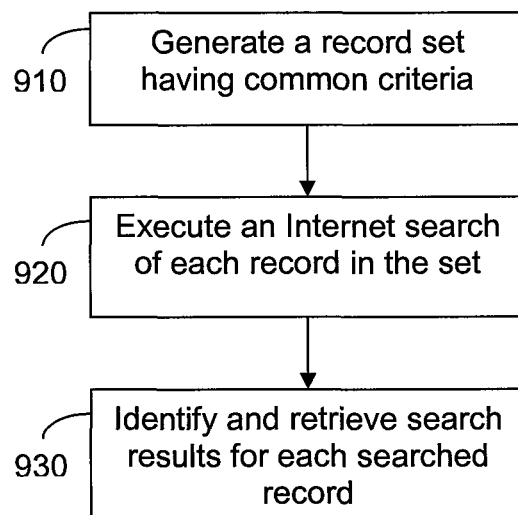 Generate a record set
having common criteria
910
Execute an Internet search
of each record in the set
920
Identify and retrieve search
results for each searched
record
930